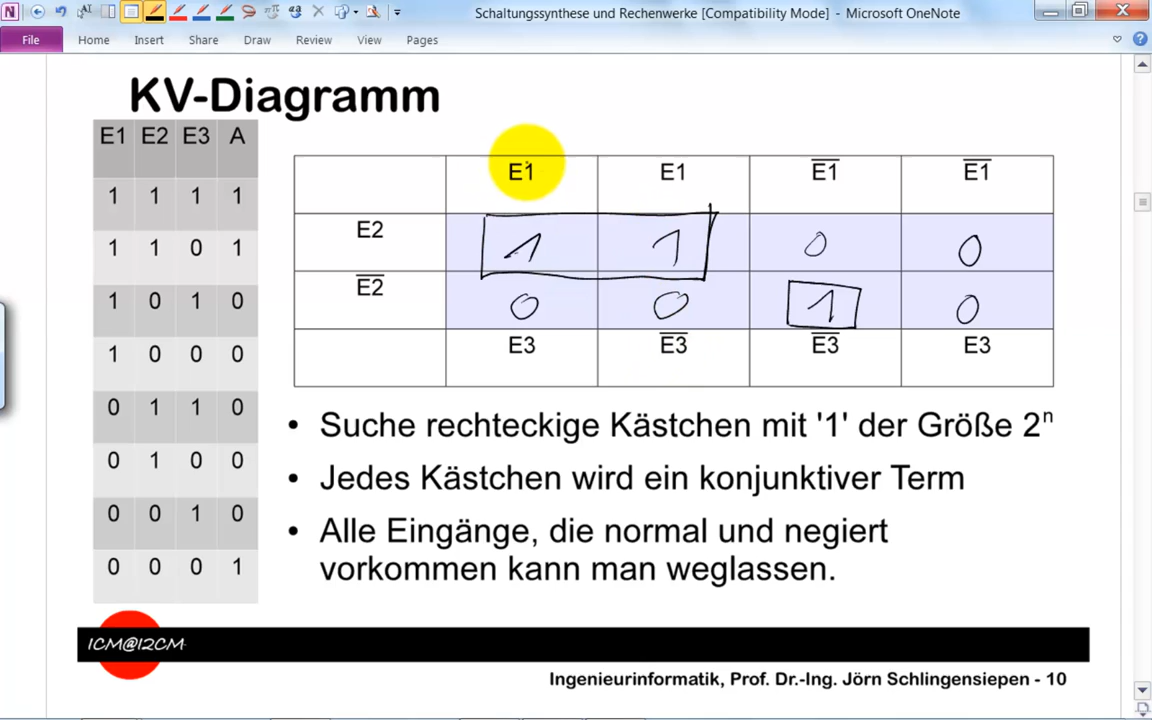 Schaltungssynthese und Rechenwerke [Compatibility Mode] - Microsoft OneNote
File Home Insert Share Draw Review View Pages
KV-Diagramm
E1 E2 E3 A
1 1 1 1
1 1 0 1
1 0 1 0
1 0 0 0
0 1 1 0
0 1 0 0
0 0 1 0
0 0 0 1
E1 E1 E̅1̅ E̅1̅
E2 1 1 0 0
E̅2̅ 0 0 1 0
E3 E̅3̅ E̅3̅ E3
• Suche rechteckige Kästchen mit '1' der Größe 2ⁿ
• Jedes Kästchen wird ein konjunktiver Term
• Alle Eingänge, die normal und negiert
vorkommen kann man weglassen.
ICM@I2CM
Ingenieurinformatik, Prof. Dr.-Ing. Jörn Schlingensiepen - 10